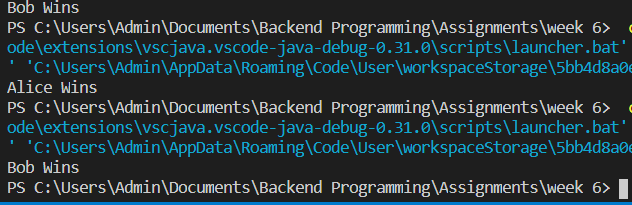 Bob Wins
PS C:\Users\Admin\Documents\Backend Programming\Assignments\week 6>
ode\extensions\vscjava.vscode-java-debug-0.31.0\scripts\launcher.bat'
' 'C:\Users\Admin\AppData\Roaming\Code\User\workspaceStorage\5bb4d8a0
Alice Wins
PS C:\Users\Admin\Documents\Backend Programming\Assignments\week 6>
ode\extensions\vscjava.vscode-java-debug-0.31.0\scripts\launcher.bat'
' 'C:\Users\Admin\AppData\Roaming\Code\User\workspaceStorage\5bb4d8a0
Bob Wins
PS C:\Users\Admin\Documents\Backend Programming\Assignments\week 6>